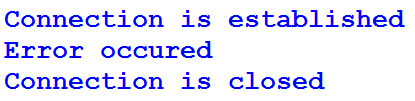 Connection is established
Error occured
Connection is closed